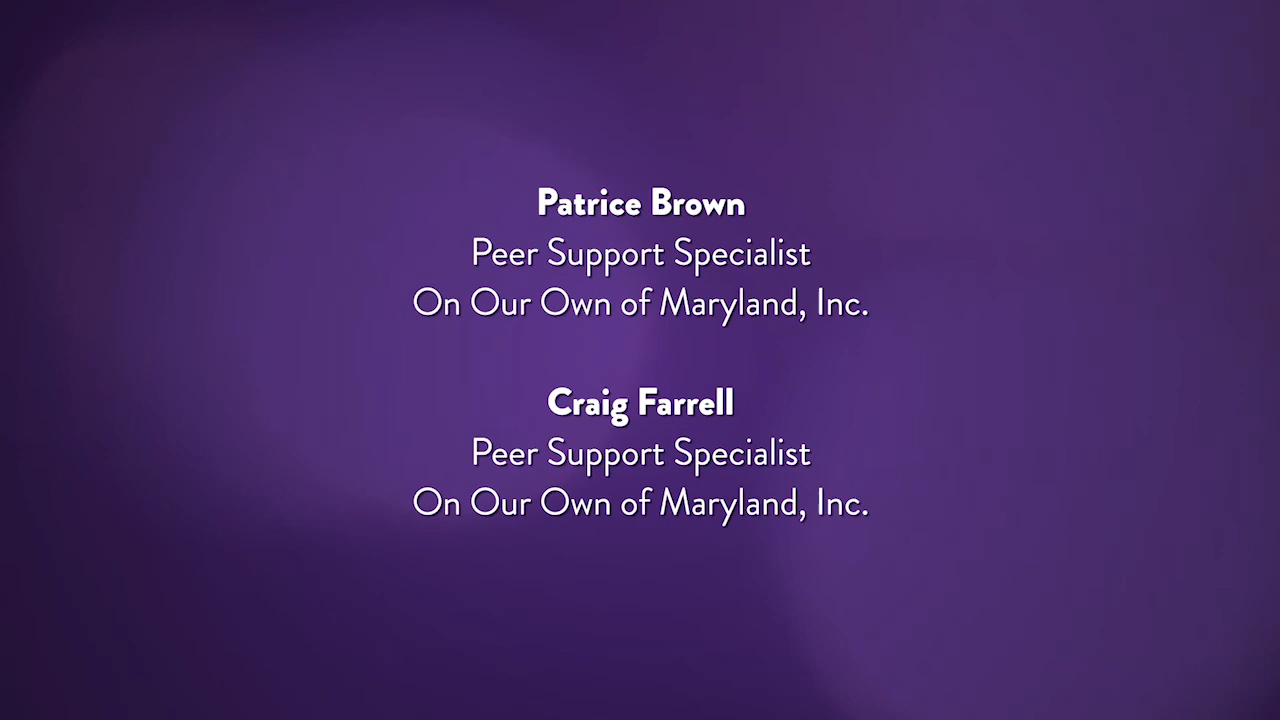 Patrice Brown
Peer Support Specialist
On Our Own of Maryland, Inc.
Craig Farrell
Peer Support Specialist
On Our Own of Maryland, Inc.